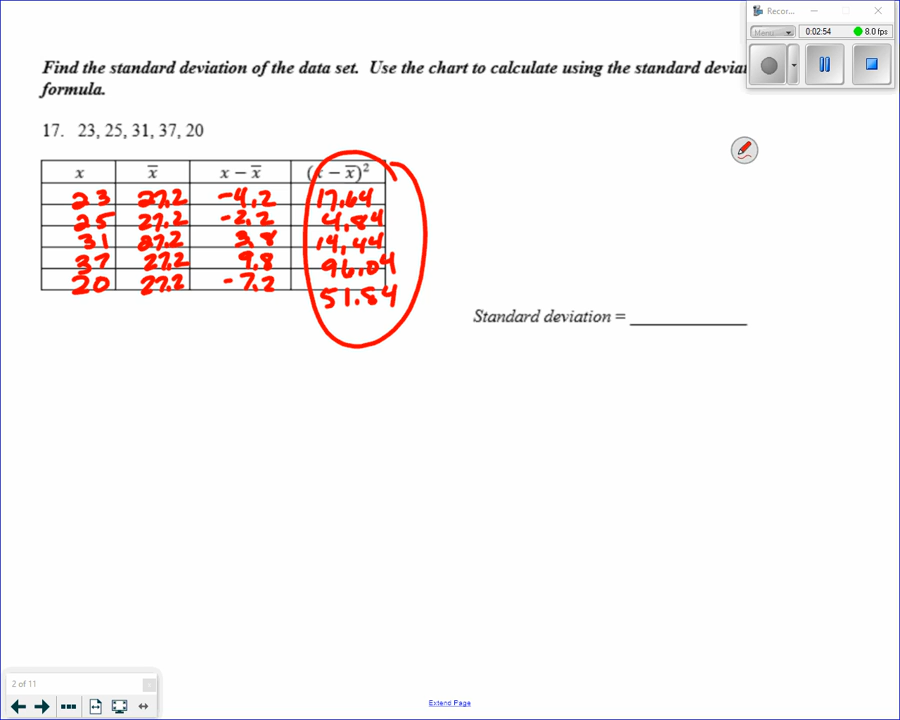 Recor...
Menu
0:02:54
8.0 fps
Find the standard deviation of the data set. Use the chart to calculate using the standard deviat
formula.
17. 23, 25, 31, 37, 20
x x̅ x − x̅ (x − x̅)²
23 27.2 -4.2 17.64
25 27.2 -2.2 4.84
31 27.2 3.8 14.44
37 27.2 9.8 96.04
20 27.2 -7.2 51.84
Standard deviation = ____________
2 of 11
Extend Page